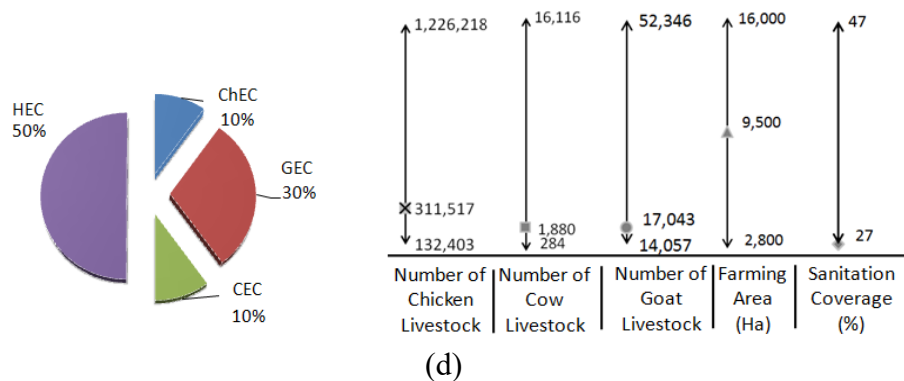 HEC
50%
ChEC
10%
GEC
30%
CEC
10%
1,226,218
16,116
52,346
16,000
47
9,500
311,517
1,880
17,043
27
132,403
284
14,057
2,800
Number of
Chicken
Livestock
Number of
Cow
Livestock
Number of
Goat
Livestock
Farming
Area
(Ha)
Sanitation
Coverage
(%)
(d)